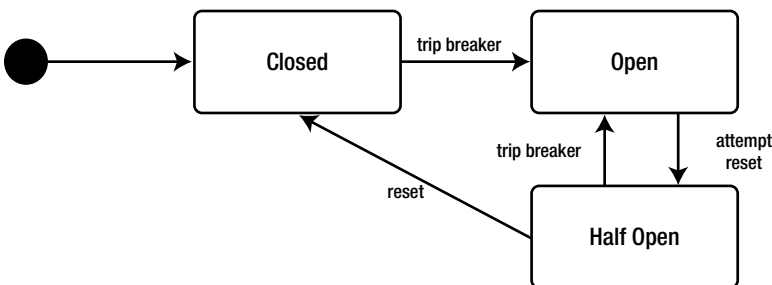 Closed
trip breaker
Open
trip breaker
attempt
reset
reset
Half Open